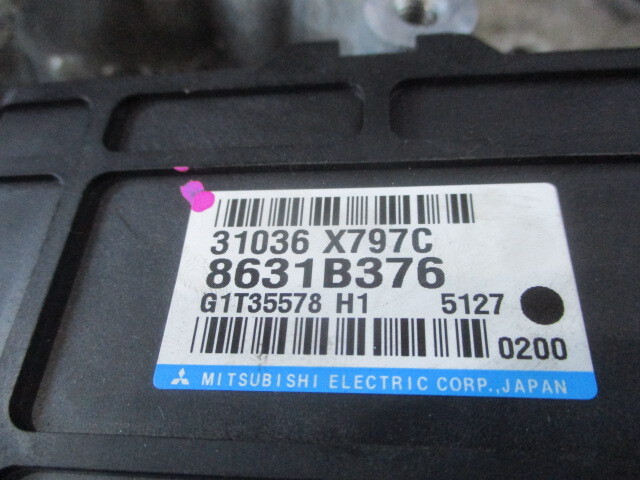 31036 X797C
8631B376
G1T35578 H1 5127
0200
MITSUBISHI ELECTRIC CORP.,JAPAN